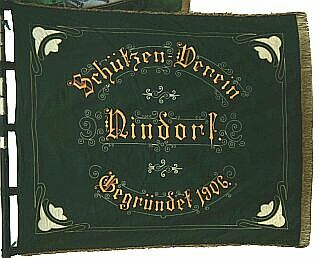 Schützen Verein
Nindorf.
Gegründet 1906.